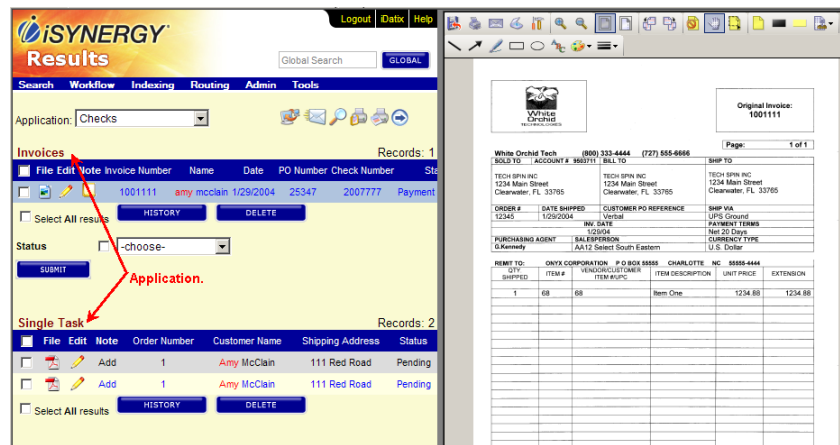 Logout iDatix Help
iSYNERGY
Results
Global Search GLOBAL
Search Workflow Indexing Routing Admin Tools
Application: Checks
Invoices Records: 1
File Edit Note Invoice Number Name Date PO Number Check Number Sta
1001111 amy mcclain 1/29/2004 25347 2007777 Payment
Select All results HISTORY DELETE
Status -choose-
SUBMIT
Application.
Single Task Records: 2
File Edit Note Order Number Customer Name Shipping Address Status
Add 1 Amy McClain 111 Red Road Pending
Add 1 Amy McClain 111 Red Road Pending
Select All results HISTORY DELETE
White
Orchid
TECHNOLOGIES
Original
Invoice:
1001111
Page: 1 of 1
White Orchid Tech (800) 333-4444 (727) 555-6666
SOLD TO ACCOUNT # 9503711 BILL TO SHIP TO
TECH SPIN INC TECH SPIN INC TECH SPIN INC
1234 Main Street 1234 Main Street 1234 Main Street
Clearwater, FL 33765 Clearwater, FL 33765 Clearwater, FL 33765
ORDER # DATE SHIPPED CUSTOMER PO REFERENCE SHIP VIA
12345 1/29/2004 Verbal UPS Ground
INV. DATE PAYMENT TERMS
1/29/04 Net 20 Days
PURCHASING AGENT SALESPERSON CURRENCY TYPE
G.Kennedy AA12 Select South Eastern U.S. Dollar
REMIT TO: ONYX CORPORATION P O BOX 55555 CHARLOTTE NC 55555-4444
QTY SHIPPED ITEM # VENDOR/CUSTOMER ITEM #/UPC ITEM DESCRIPTION UNIT PRICE EXTENSION
1 68 68 Item One 1234.88 1234.88